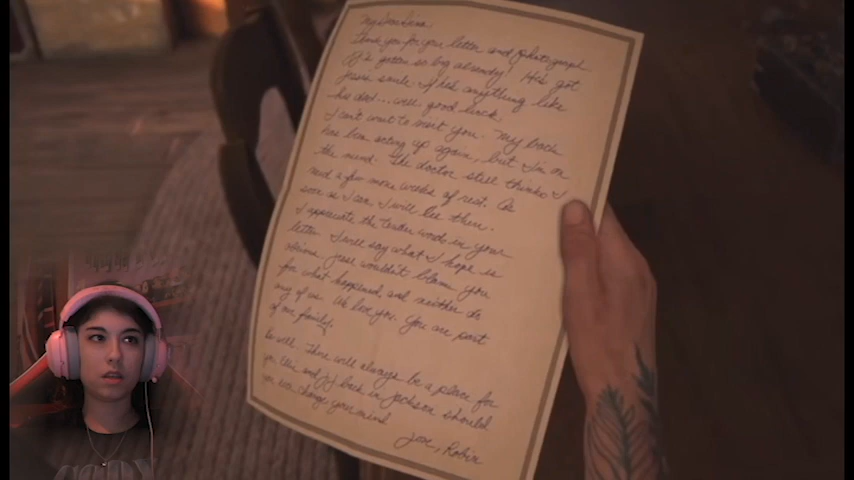 My Dearest Dina
Thank you for your letter and photograph
JJ's gotten so big already! He's got
Jesse's smile. If he's anything like
his dad... well, good luck.
I can't wait to visit you. My back
has been acting up again, but I'm on
the mend. The doctor still thinks I
need a few more weeks of rest. As
soon as I can, I will be there.
I appreciate the tender words in your
letter. I will say what I hope is
obvious. Jesse wouldn't blame you
for what happened, and neither do
any of us. We love you. You are part
of our family.
Be well. There will always be a place for
you, Ellie and JJ back in Jackson should
you ever change your mind.
Love, Robin